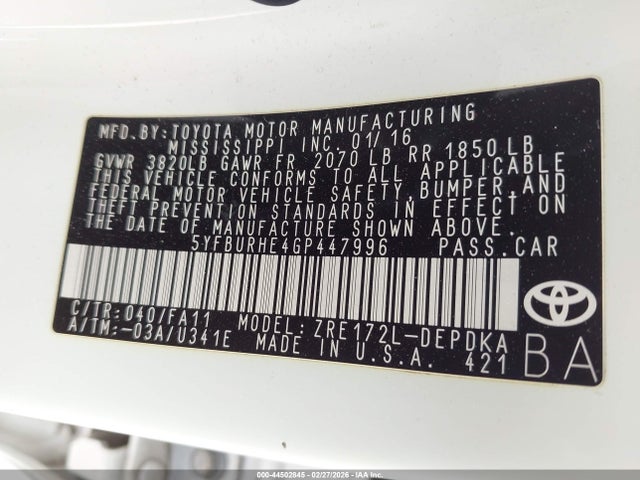 MFD.BY:TOYOTA MOTOR MANUFACTURING
MISSISSIPPI INC. 01/16
GVWR 3820LB GAWR FR 2070 LB RR 1850LB
THIS VEHICLE CONFORMS TO ALL APPLICABLE
FEDERAL MOTOR VEHICLE SAFETY, BUMPER, AND
THEFT PREVENTION STANDARDS IN EFFECT ON
THE DATE OF MANUFACTURE SHOWN ABOVE.
5YFBURHE4GP447996 PASS.CAR
C/TR: 040/FA11 MODEL: ZRE172L-DEPDKA
A/TM:-03A/U341E MADE IN U.S.A. 421
BA
000-44502845 - 02/27/2026 - IAA Inc.